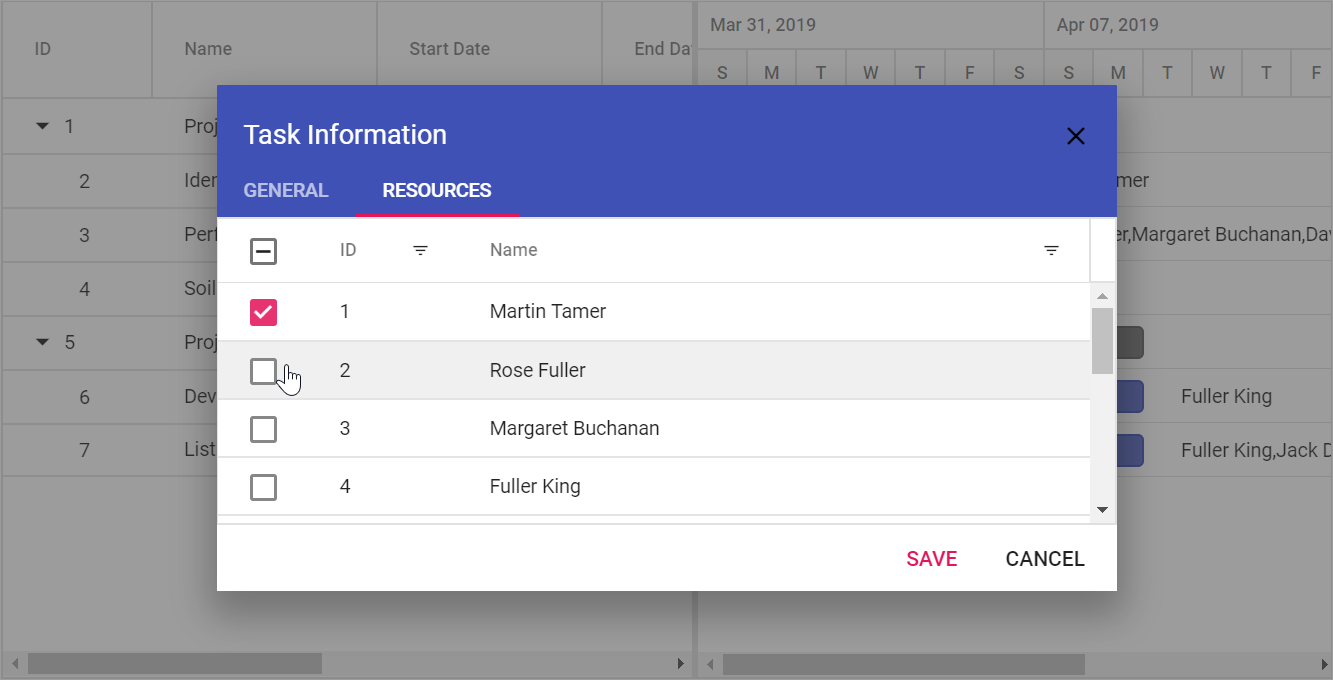 Mar 31, 2019 Apr 07, 2019
ID Name Start Date End Da
S M T W T F S S M T W T F
Task Information
GENERAL RESOURCES
ID Name
1 Martin Tamer
2 Rose Fuller
3 Margaret Buchanan
4 Fuller King
SAVE CANCEL
1 Proj
2 Iden
mer
3 Perf
er,Margaret Buchanan,Dav
4 Soil
5 Proj
6 Dev
Fuller King
7 List
Fuller King,Jack D